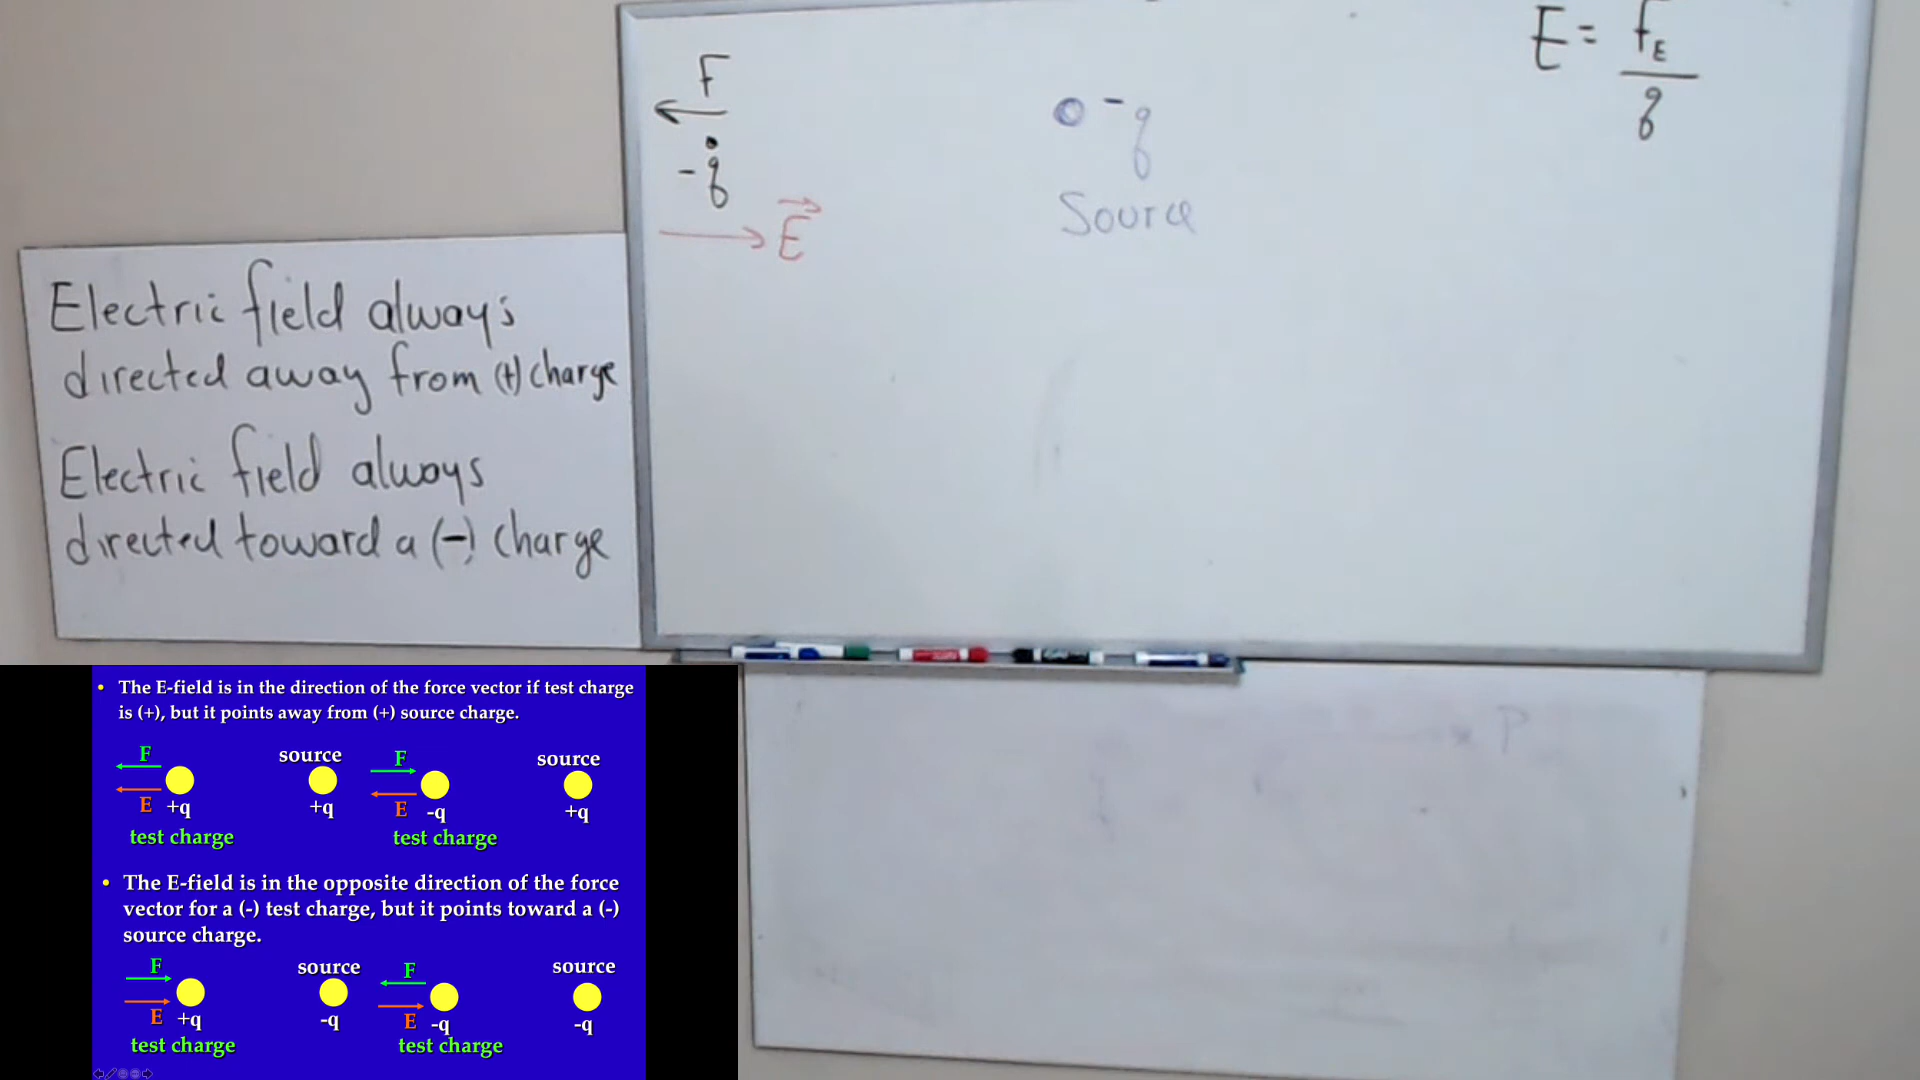 F
-q
E
-q
Source
E = F_E / q
Electric field always
directed away from (+) charge
Electric field always
directed toward a (-) charge
P
• The E-field is in the direction of the force vector if test charge
is (+), but it points away from (+) source charge.
F source F source
E +q +q E -q +q
test charge test charge
• The E-field is in the opposite direction of the force
vector for a (-) test charge, but it points toward a (-)
source charge.
F source F source
E +q -q E -q -q
test charge test charge